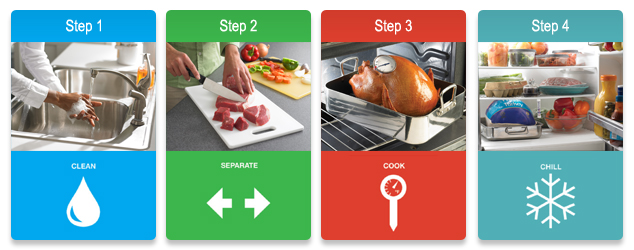 Step 1
CLEAN
Step 2
SEPARATE
Step 3
COOK
Step 4
CHILL